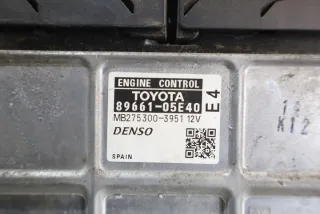 ENGINE CONTROL
TOYOTA
89661-05E40
E4
MB275300-3951 12V
DENSO
SPAIN
K12